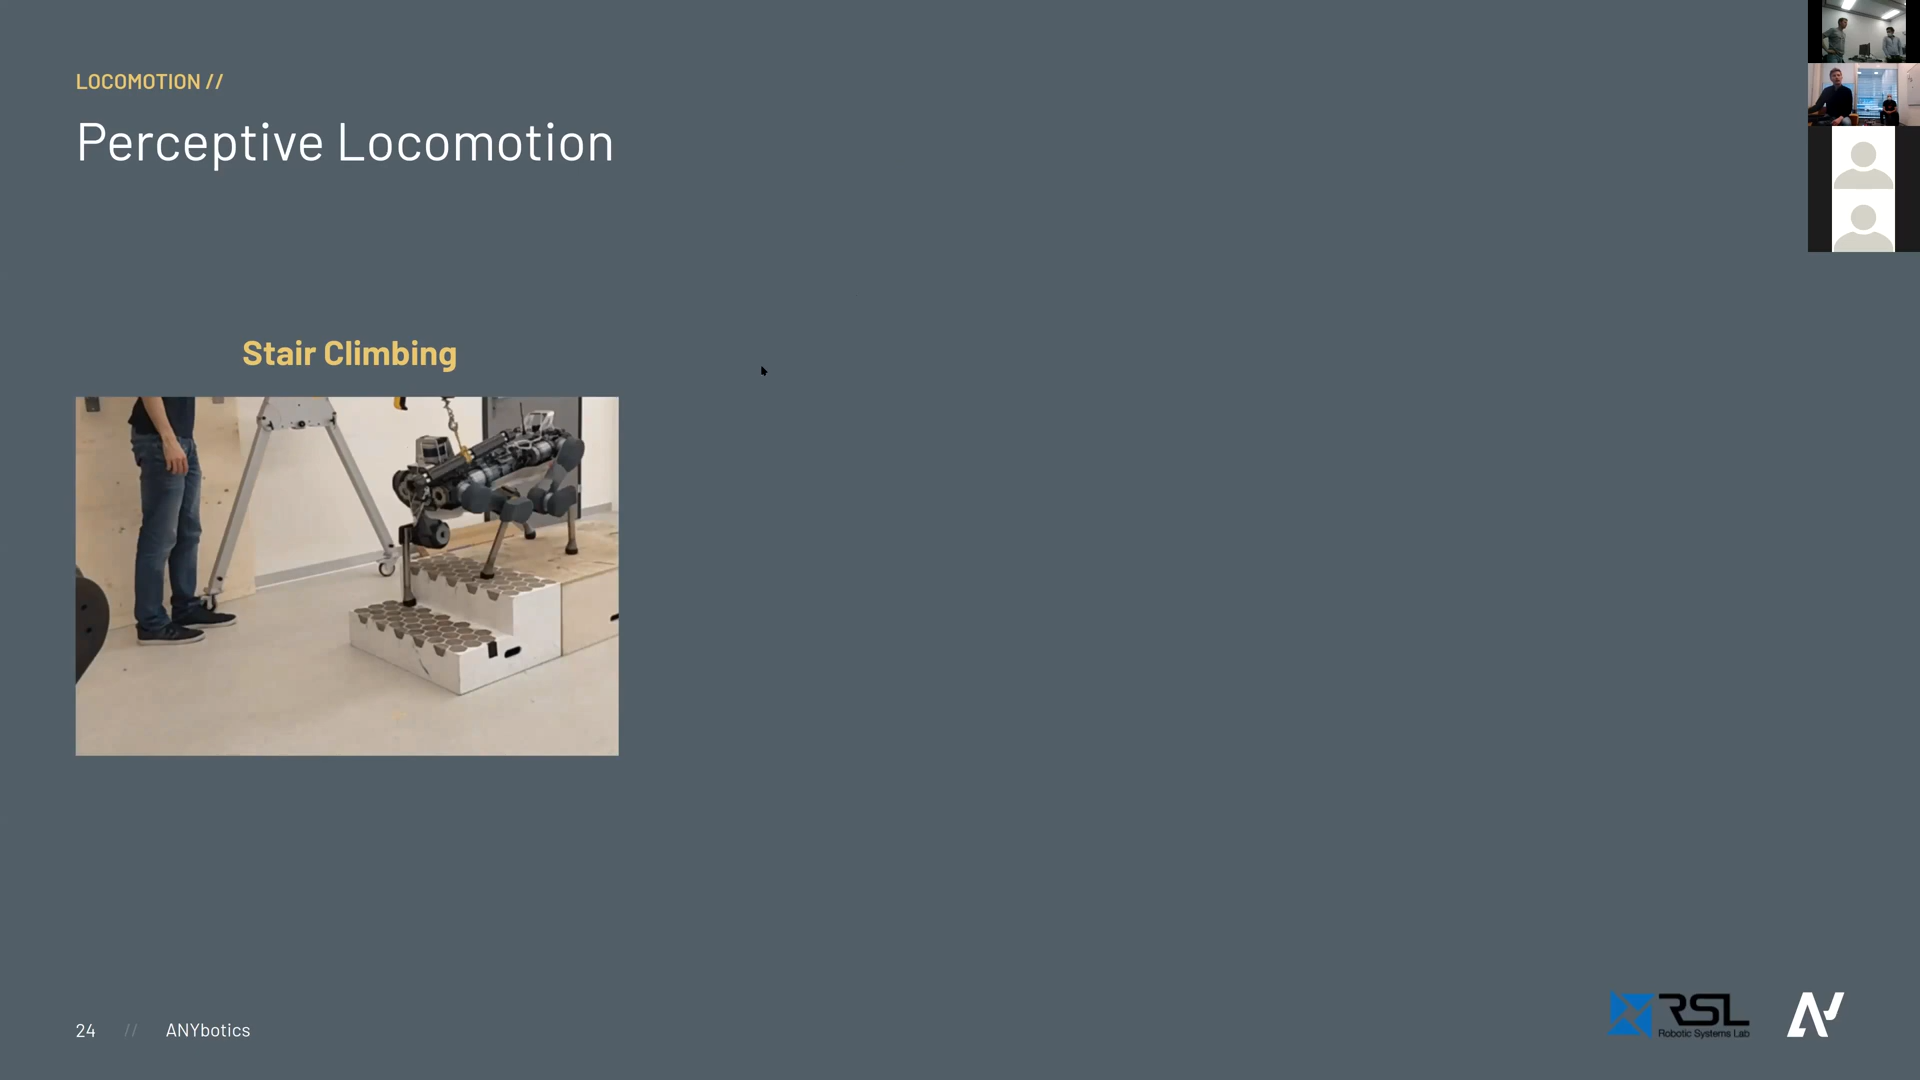 LOCOMOTION //
Perceptive Locomotion
Stair Climbing
24 // ANYbotics
RSL
Robotic Systems Lab